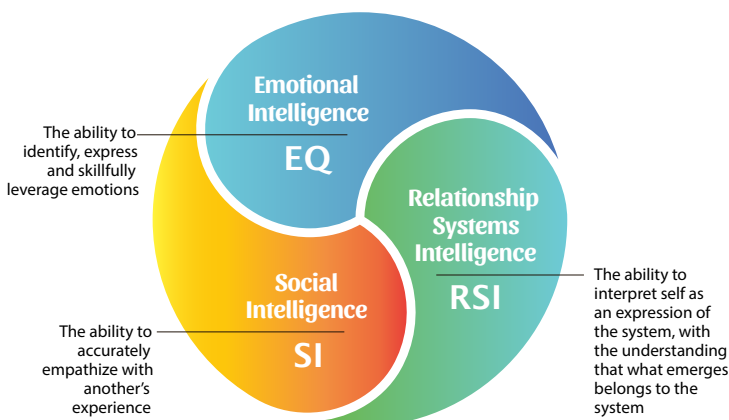 Emotional
Intelligence
EQ
The ability to
identify, express
and skillfully
leverage emotions
Relationship
Systems
Intelligence
RSI
The ability to
interpret self as
an expression of
the system, with
the understanding
that what emerges
belongs to the
system
Social
Intelligence
SI
The ability to
accurately
empathize with
another’s
experience